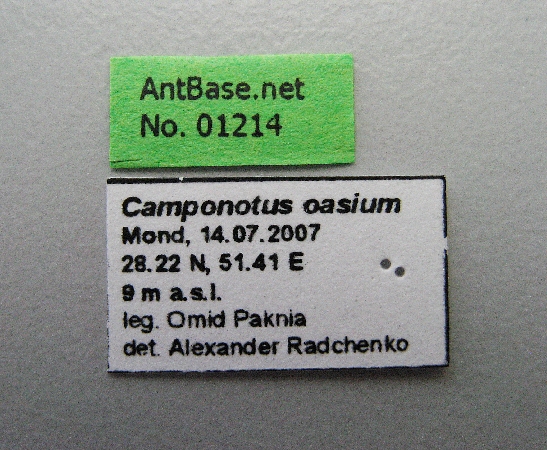 AntBase.net
No. 01214
Camponotus oasium
Mond, 14.07.2007
28.22 N, 51.41 E
9 m a.s.l.
leg. Omid Paknia
det. Alexander Radchenko